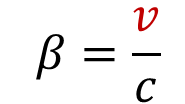 β = v/c